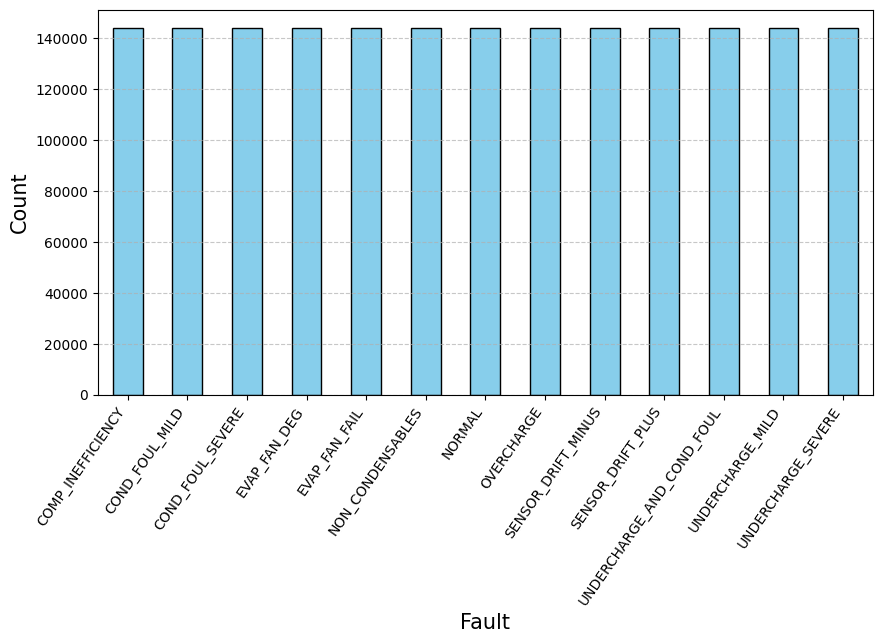 Count
140000
120000
100000
80000
60000
40000
20000
0
COMP_INEFFICIENCY
COND_FOUL_MILD
COND_FOUL_SEVERE
EVAP_FAN_DEG
EVAP_FAN_FAIL
NON_CONDENSABLES
NORMAL
OVERCHARGE
SENSOR_DRIFT_MINUS
SENSOR_DRIFT_PLUS
UNDERCHARGE_AND_COND_FOUL
UNDERCHARGE_MILD
UNDERCHARGE_SEVERE
Fault